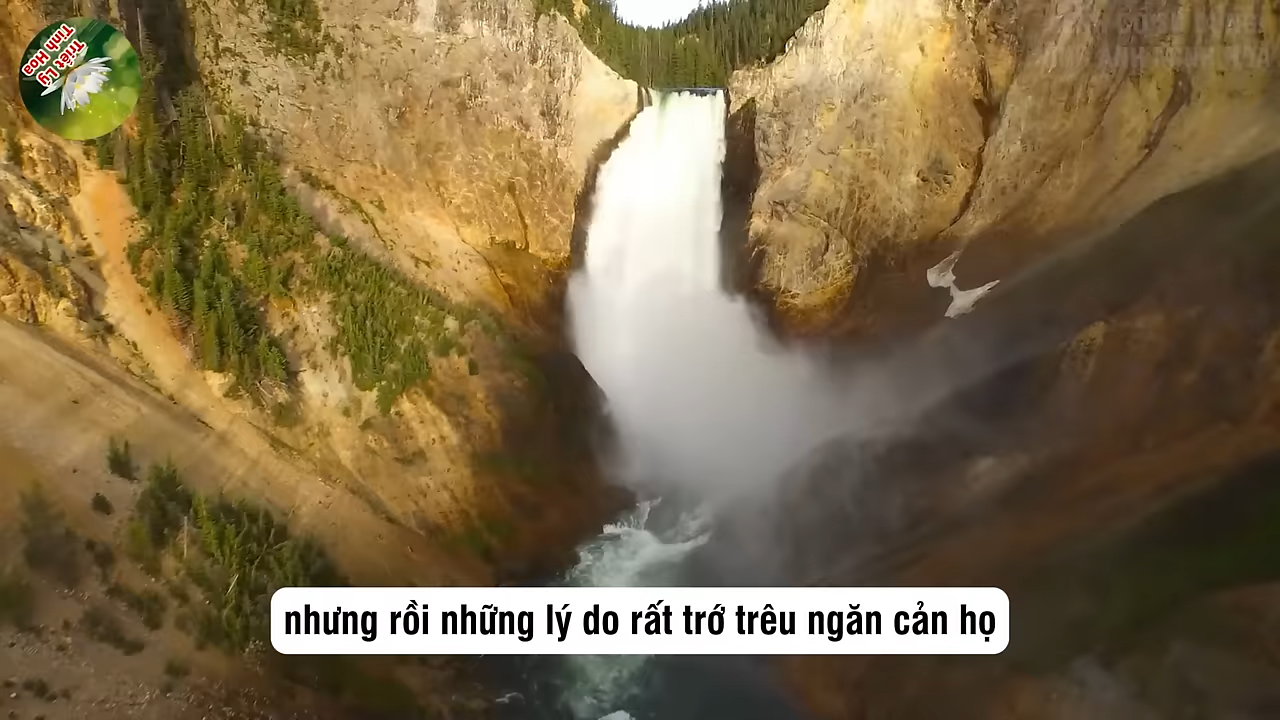 Tinh Hoa
Triết Lý
nhưng rồi những lý do rất trớ trêu ngăn cản họ